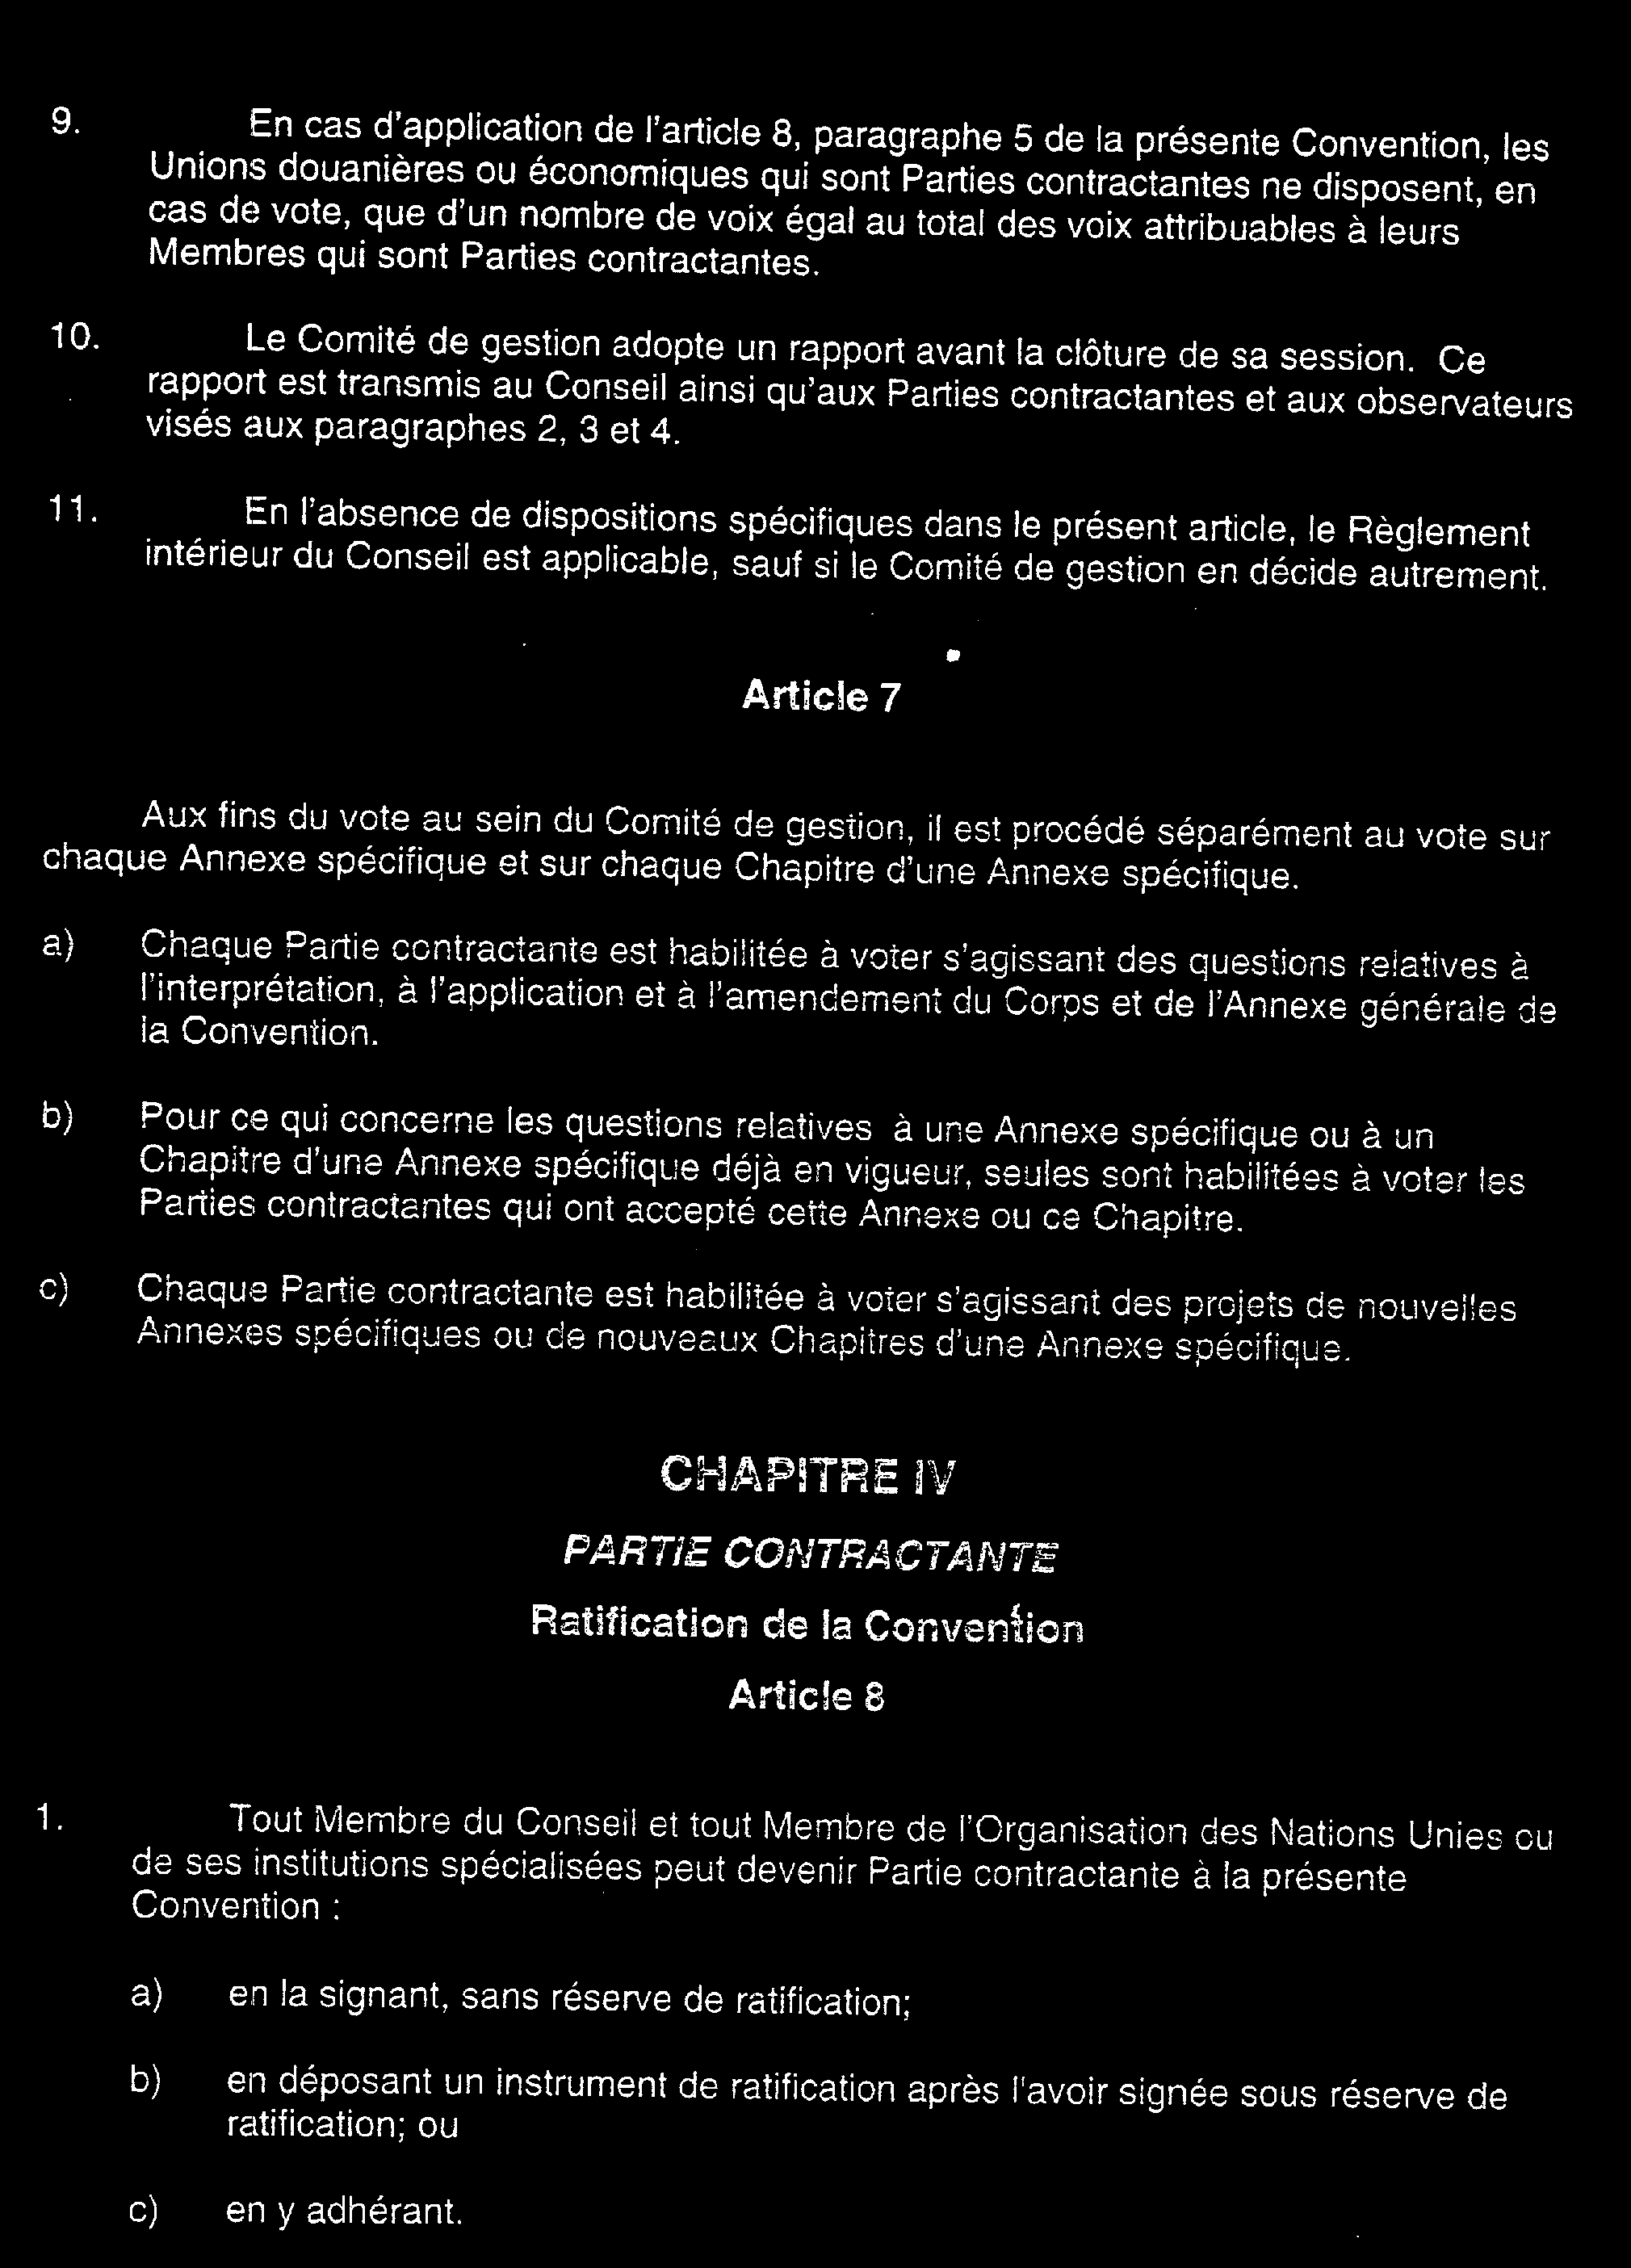 9. En cas d'application de l'article 8, paragraphe 5 de la présente Convention, les
Unions douanières ou économiques qui sont Parties contractantes ne disposent, en
cas de vote, que d'un nombre de voix égal au total des voix attribuables à leurs
Membres qui sont Parties contractantes.
10. Le Comité de gestion adopte un rapport avant la clôture de sa session. Ce
rapport est transmis au Conseil ainsi qu'aux Parties contractantes et aux observateurs
visés aux paragraphes 2, 3 et 4.
11. En l'absence de dispositions spécifiques dans le présent article, le Règlement
intérieur du Conseil est applicable, sauf si le Comité de gestion en décide autrement.
Article 7
Aux fins du vote au sein du Comité de gestion, il est procédé séparément au vote sur
chaque Annexe spécifique et sur chaque Chapitre d'une Annexe spécifique.
a) Chaque Partie contractante est habilitée à voter s'agissant des questions relatives à
l'interprétation, à l'application et à l'amendement du Corps et de l'Annexe générale de
la Convention.
b) Pour ce qui concerne les questions relatives à une Annexe spécifique ou à un
Chapitre d'une Annexe spécifique déjà en vigueur, seules sont habilitées à voter les
Parties contractantes qui ont accepté cette Annexe ou ce Chapitre.
c) Chaque Partie contractante est habilitée à voter s'agissant des projets de nouvelles
Annexes spécifiques ou de nouveaux Chapitres d'une Annexe spécifique.
CHAPITRE IV
PARTIE CONTRACTANTE
Ratification de la Convention
Article 8
1. Tout Membre du Conseil et tout Membre de l'Organisation des Nations Unies ou
de ses institutions spécialisées peut devenir Partie contractante à la présente
Convention :
a) en la signant, sans réserve de ratification;
b) en déposant un instrument de ratification après l'avoir signée sous réserve de
ratification; ou
c) en y adhérant.